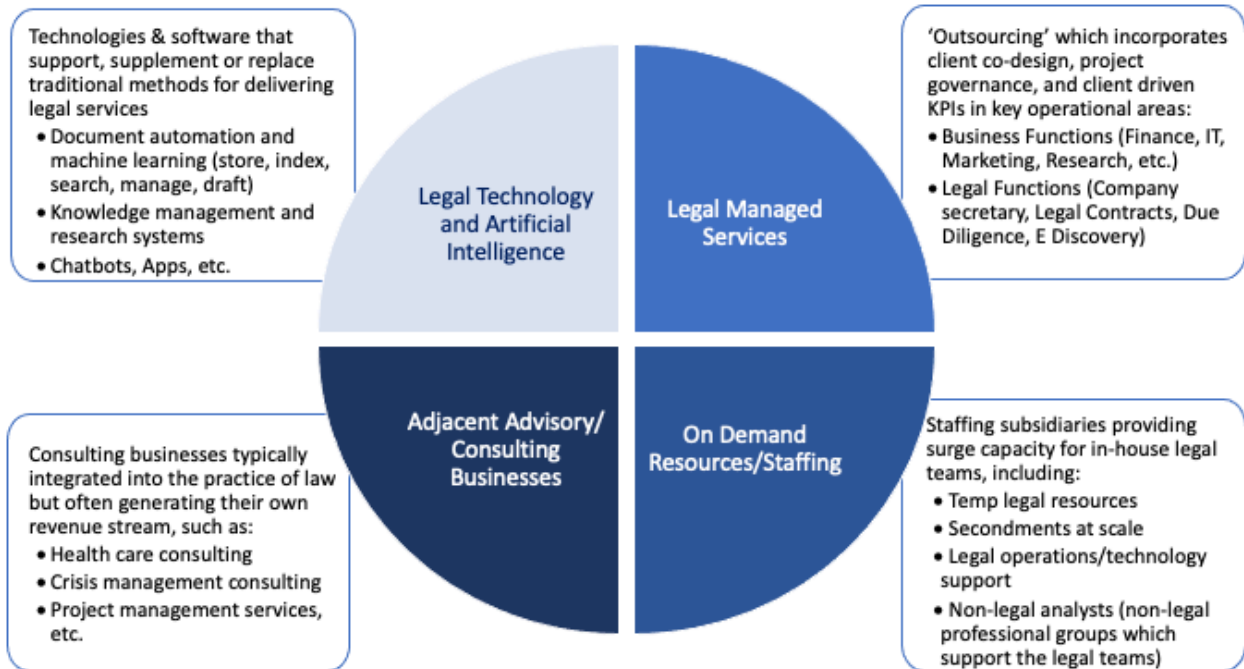 Technologies & software that
support, supplement or replace
traditional methods for delivering
legal services
• Document automation and
machine learning (store, index,
search, manage, draft)
• Knowledge management and
research systems
• Chatbots, Apps, etc.
Legal Technology
and Artificial
Intelligence
Legal Managed
Services
‘Outsourcing’ which incorporates
client co-design, project
governance, and client driven
KPIs in key operational areas:
• Business Functions (Finance, IT,
Marketing, Research, etc.)
• Legal Functions (Company
secretary, Legal Contracts, Due
Diligence, E Discovery)
Consulting businesses typically
integrated into the practice of law
but often generating their own
revenue stream, such as:
• Health care consulting
• Crisis management consulting
• Project management services,
etc.
Adjacent Advisory/
Consulting
Businesses
On Demand
Resources/Staffing
Staffing subsidiaries providing
surge capacity for in-house legal
teams, including:
• Temp legal resources
• Secondments at scale
• Legal operations/technology
support
• Non-legal analysts (non-legal
professional groups which
support the legal teams)